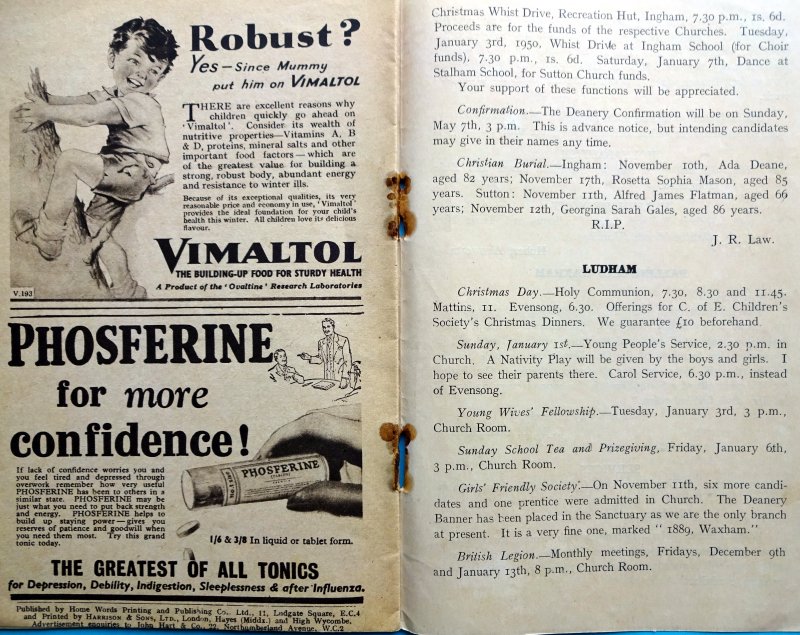 Robust?
Yes – Since Mummy
put him on VIMALTOL
THERE are excellent reasons why
children quickly go ahead on
'Vimaltol'. Consider its wealth of
nutritive properties—Vitamins A, B
& D, proteins, mineral salts and other
important food factors — which are
of the greatest value for building a
strong, robust body, abundant energy
and resistance to winter ills.
Because of its exceptional qualities, its very
reasonable price and economy in use, 'Vimaltol'
provides the ideal foundation for your child's
health this winter. All children love its delicious
flavour.
VIMALTOL
THE BUILDING-UP FOOD FOR STURDY HEALTH
V.193
A Product of the 'Ovaltine' Research Laboratories
PHOSFERINE
for more
confidence!
If lack of confidence worries you and
you feel tired and depressed through
overwork remember how very useful
PHOSFERINE has been to others in a
similar state. PHOSFERINE may be
just what you need to put back strength
and energy. PHOSFERINE helps to
build up staying power — gives you
reserves of patience and goodwill when
you need them most. Try this grand
tonic today.
PHOSFERINE
1/6 & 3/8 In liquid or tablet form.
THE GREATEST OF ALL TONICS
for Depression, Debility, Indigestion, Sleeplessness & after Influenza.
Published by Home Words Printing and Publishing Co. Ltd., 11, Ludgate Square, E.C.4
and Printed by HARRISON & SONS, LTD., London, Hayes (Middx.) and High Wycombe.
Advertisement enquiries to John Hart & Co., 22, Northumberland Avenue, W.C.2
Christmas Whist Drive, Recreation Hut, Ingham, 7.30 p.m., 1s. 6d.
Proceeds are for the funds of the respective Churches. Tuesday,
January 3rd, 1950, Whist Drive at Ingham School (for Choir
funds), 7.30 p.m., 1s. 6d. Saturday, January 7th, Dance at
Stalham School, for Sutton Church funds.
Your support of these functions will be appreciated.
Confirmation.—The Deanery Confirmation will be on Sunday,
May 7th, 3 p.m. This is advance notice, but intending candidates
may give in their names any time.
Christian Burial.—Ingham: November 10th, Ada Deane,
aged 82 years; November 17th, Rosetta Sophia Mason, aged 85
years. Sutton: November 11th, Alfred James Flatman, aged 66
years; November 12th, Georgina Sarah Gales, aged 86 years.
R.I.P.
J. R. Law.
LUDHAM
Christmas Day.—Holy Communion, 7.30, 8.30 and 11.45.
Mattins, 11. Evensong, 6.30. Offerings for C. of E. Children's
Society's Christmas Dinners. We guarantee £10 beforehand.
Sunday, January 1st.—Young People's Service, 2.30 p.m. in
Church. A Nativity Play will be given by the boys and girls. I
hope to see their parents there. Carol Service, 6.30 p.m., instead
of Evensong.
Young Wives' Fellowship.—Tuesday, January 3rd, 3 p.m.,
Church Room.
Sunday School Tea and Prizegiving, Friday, January 6th,
3 p.m., Church Room.
Girls' Friendly Society.—On November 11th, six more candi-
dates and one prentice were admitted in Church. The Deanery
Banner has been placed in the Sanctuary as we are the only branch
at present. It is a very fine one, marked " 1889, Waxham."
British Legion.—Monthly meetings, Fridays, December 9th
and January 13th, 8 p.m., Church Room.